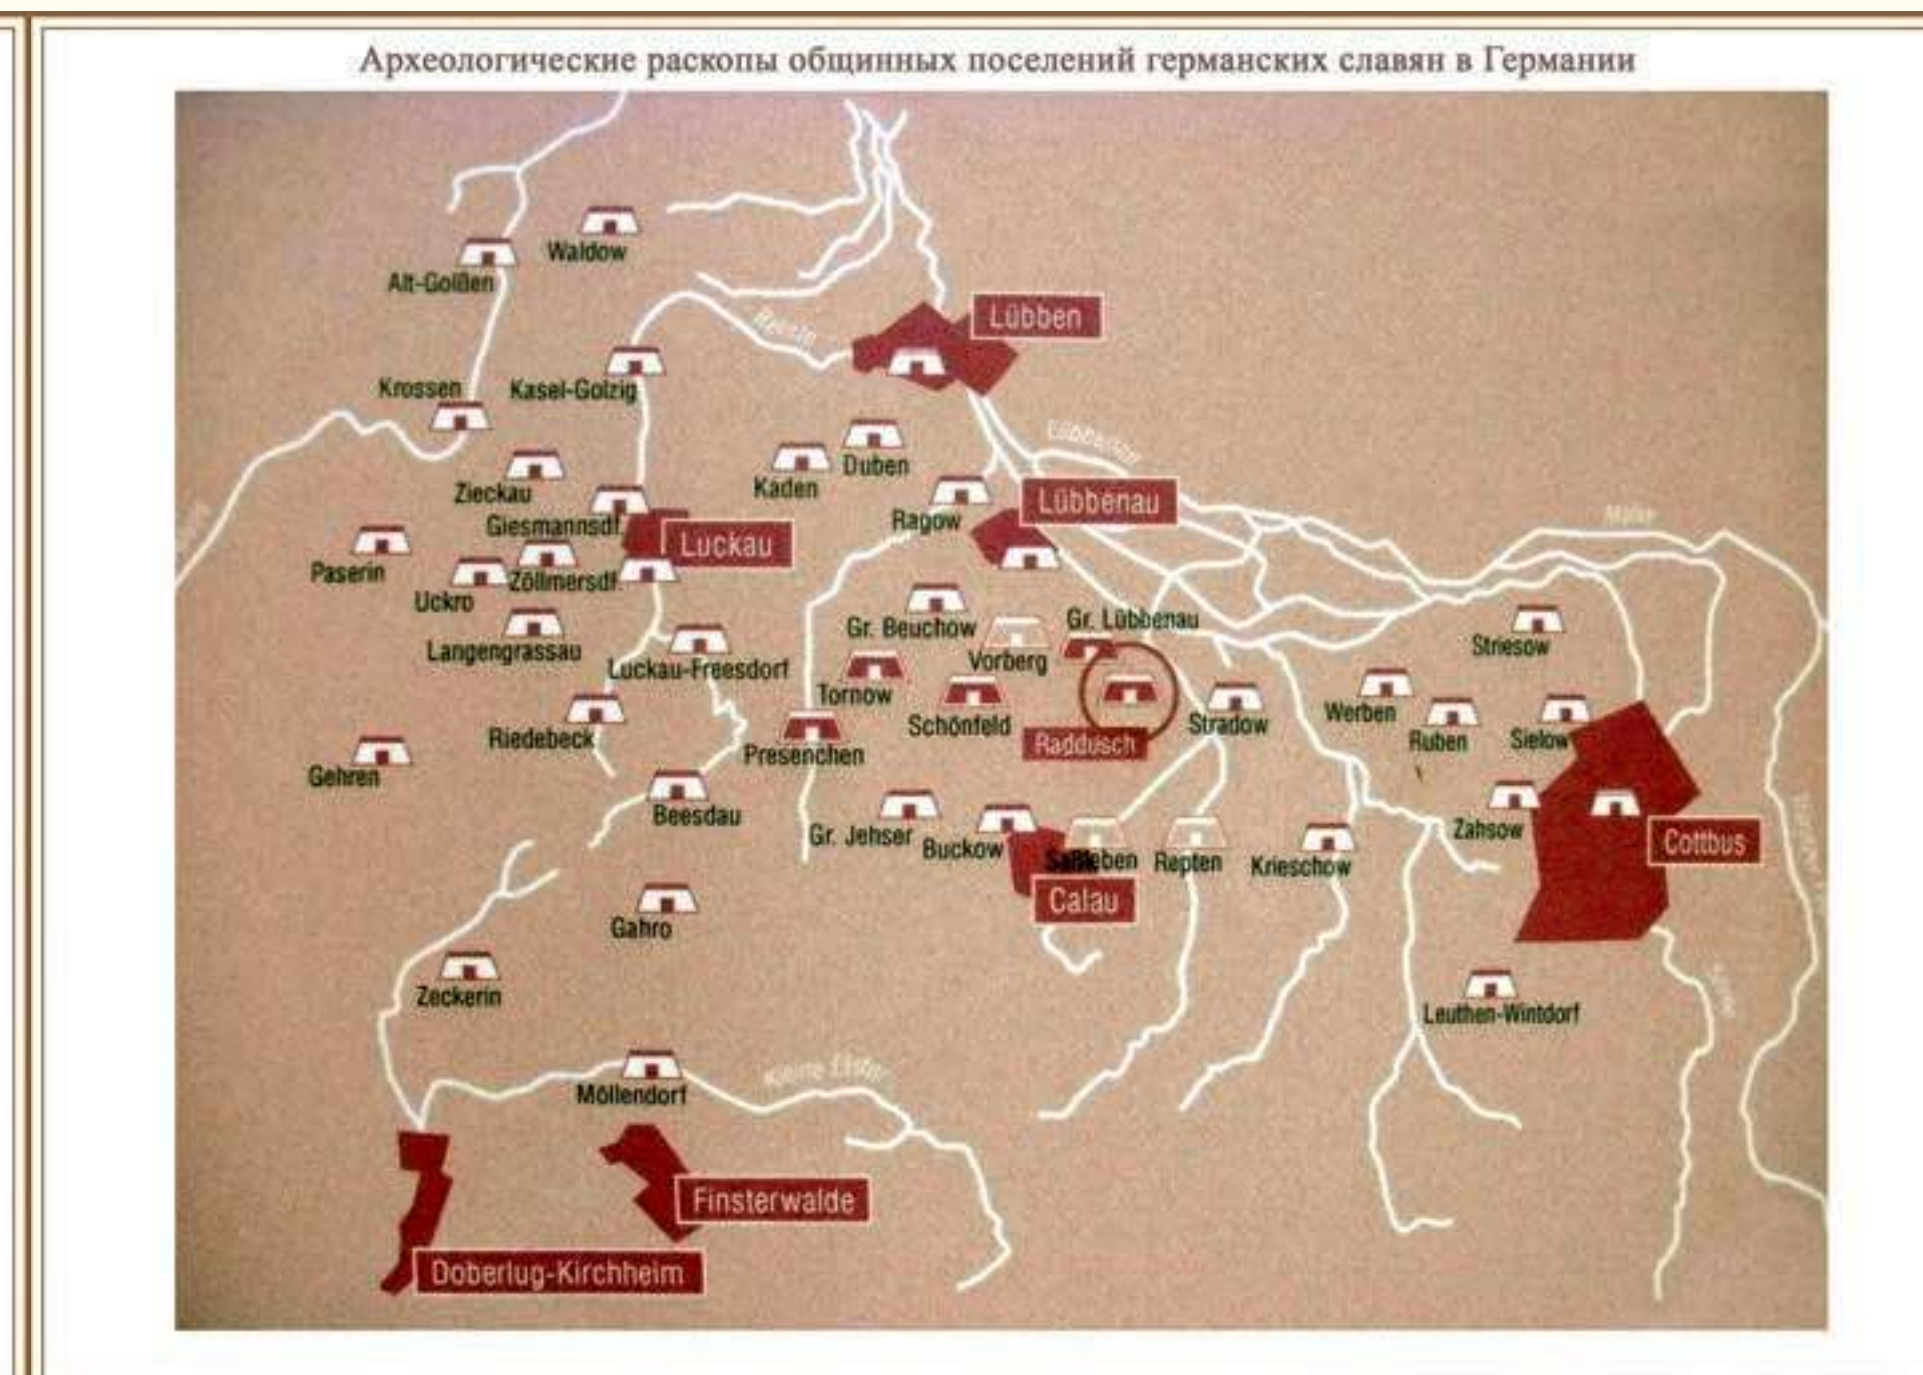 Археологические раскопы общинных поселений германских славян в Германии
Waldow
Alt-Golßen
Lübben
Krossen
Kasel-Golzig
Duben
Kaden
Zieckau
Lübbenau
Ragow
Giesmannsdf.
Luckau
Malxe
Paserin
Zöllmersdf.
Uckro
Langengrassau
Gr. Beuchow
Gr. Lübbenau
Vorberg
Striesow
Luckau-Freesdorf
Tornow
Schönfeld
Stradow
Werben
Riedebeck
Presenchen
Raddusch
Ruben
Sielow
Gehren
Beesdau
Gr. Jehser
Buckow
Repten
Krieschow
Zahsow
Cottbus
Calau
Gahro
Zeckerin
Leuthen-Wintdorf
Kleine Elster
Möllendorf
Finsterwalde
Doberlug-Kirchheim